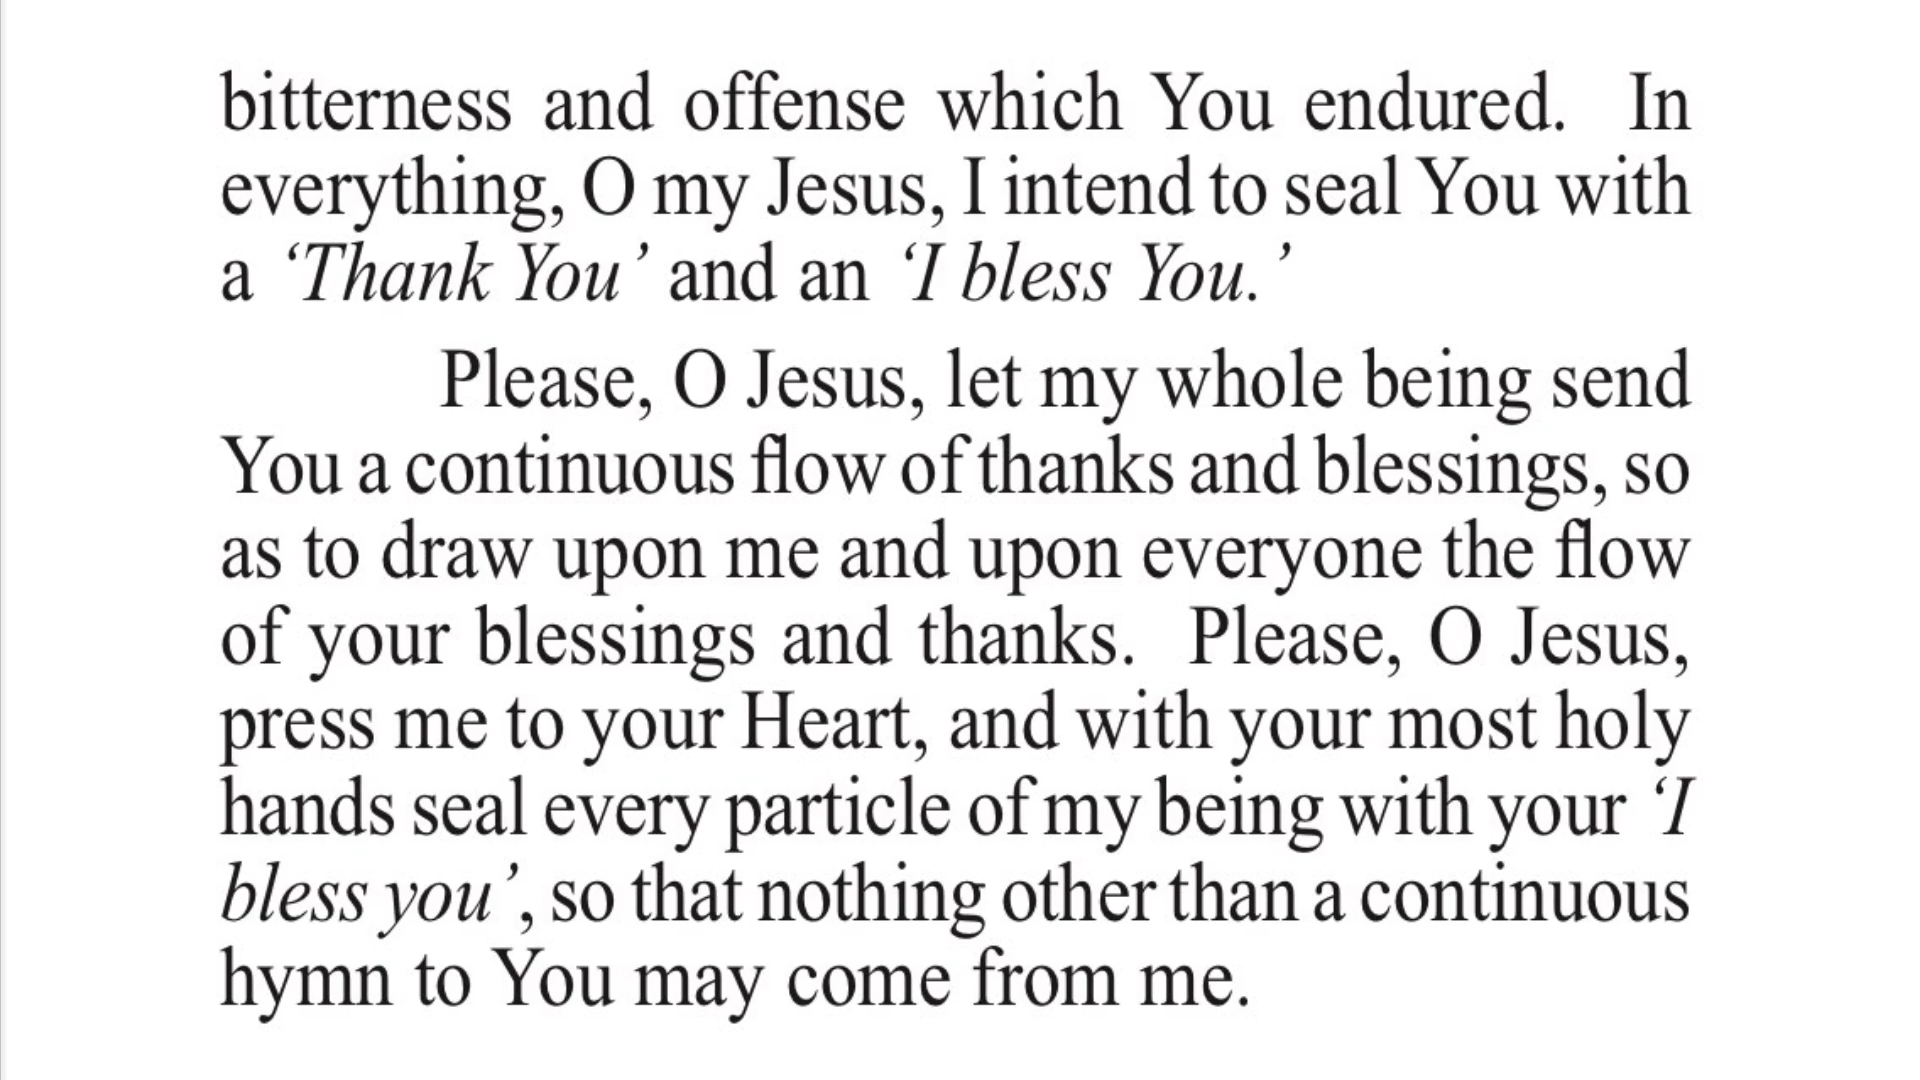 bitterness and offense which You endured.  In
everything, O my Jesus, I intend to seal You with
a ‘Thank You’ and an ‘I bless You.’
Please, O Jesus, let my whole being send
You a continuous flow of thanks and blessings, so
as to draw upon me and upon everyone the flow
of your blessings and thanks.  Please, O Jesus,
press me to your Heart, and with your most holy
hands seal every particle of my being with your ‘I
bless you’, so that nothing other than a continuous
hymn to You may come from me.